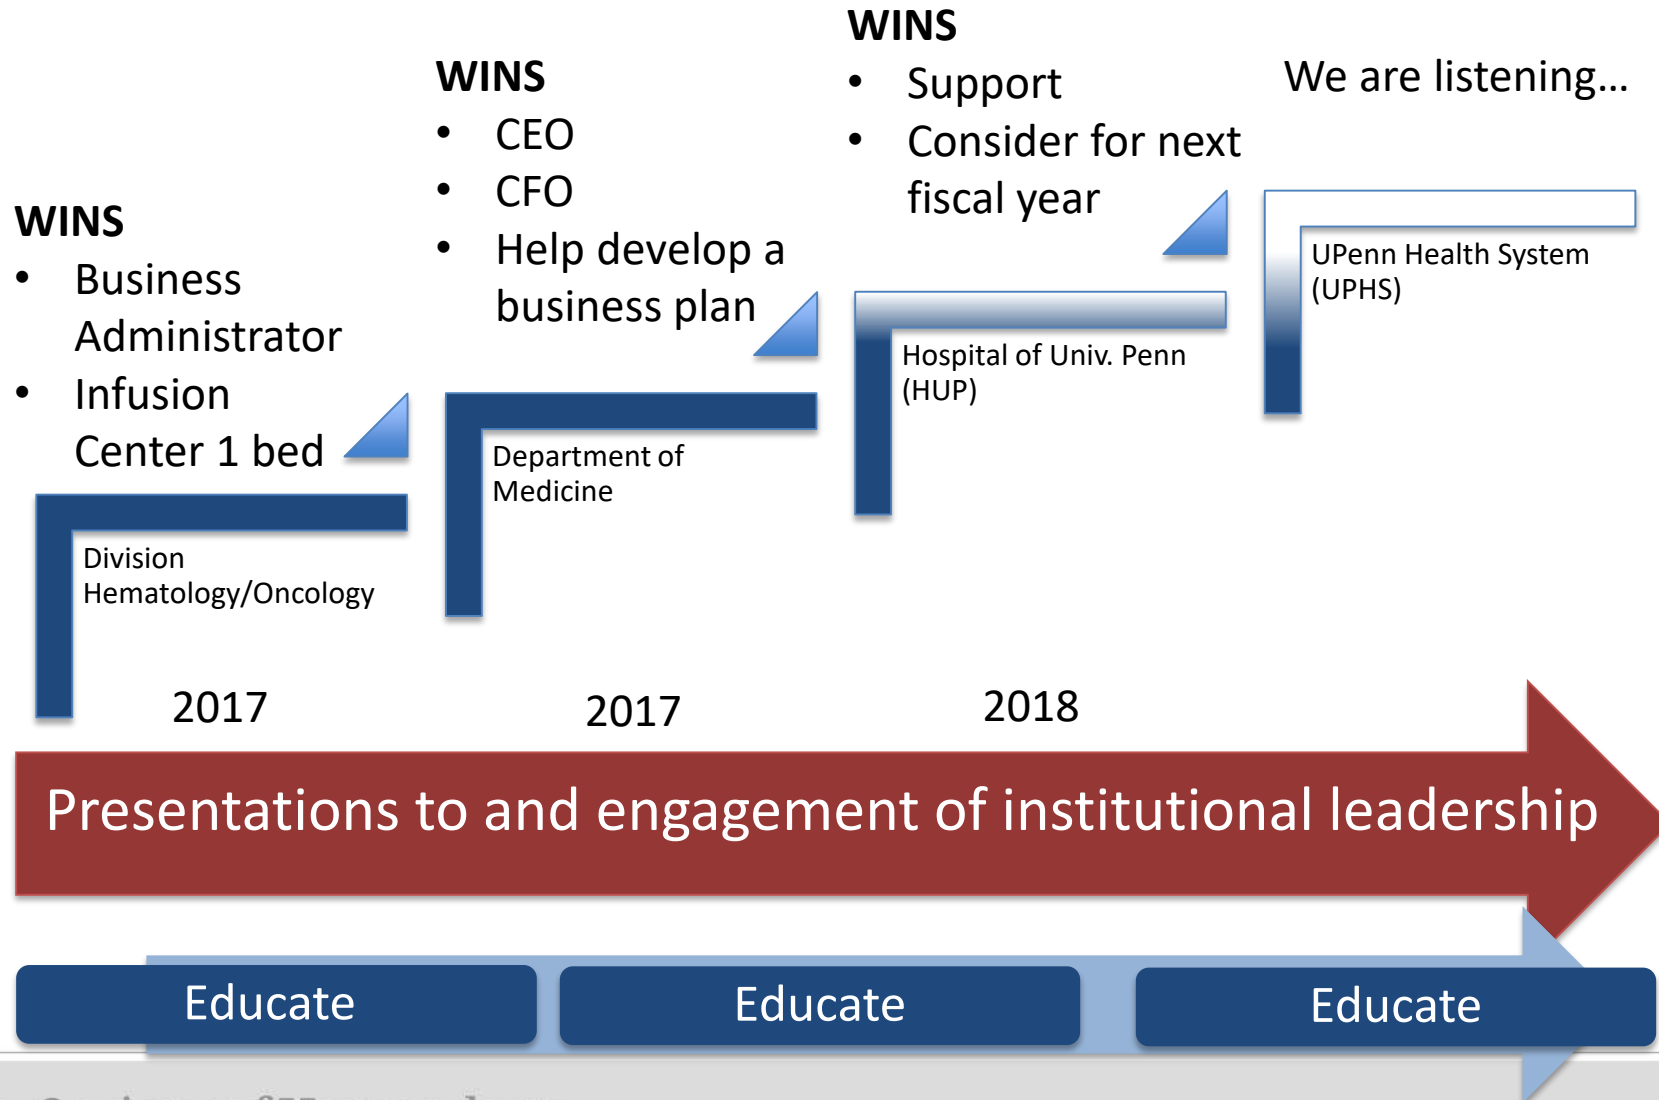 WINS
• Business
Administrator
• Infusion
Center 1 bed
Division
Hematology/Oncology
WINS
• CEO
• CFO
• Help develop a
business plan
Department of
Medicine
WINS
• Support
• Consider for next
fiscal year
Hospital of Univ. Penn
(HUP)
We are listening...
UPenn Health System
(UPHS)
2017
2017
2018
Presentations to and engagement of institutional leadership
Educate
Educate
Educate